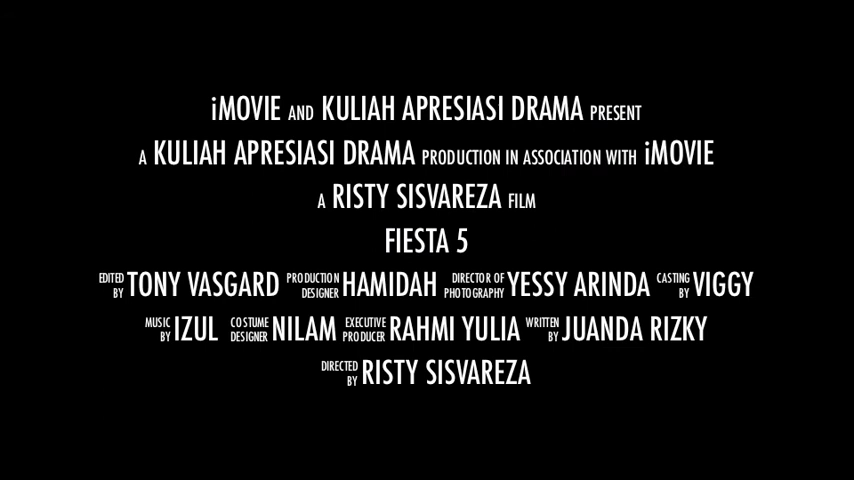 iMOVIE AND KULIAH APRESIASI DRAMA PRESENT
A KULIAH APRESIASI DRAMA PRODUCTION IN ASSOCIATION WITH iMOVIE
A RISTY SISVAREZA FILM
FIESTA 5
EDITED BY TONY VASGARD PRODUCTION DESIGNER HAMIDAH DIRECTOR OF PHOTOGRAPHY YESSY ARINDA CASTING BY VIGGY
MUSIC BY IZUL COSTUME DESIGNER NILAM EXECUTIVE PRODUCER RAHMI YULIA WRITTEN BY JUANDA RIZKY
DIRECTED BY RISTY SISVAREZA